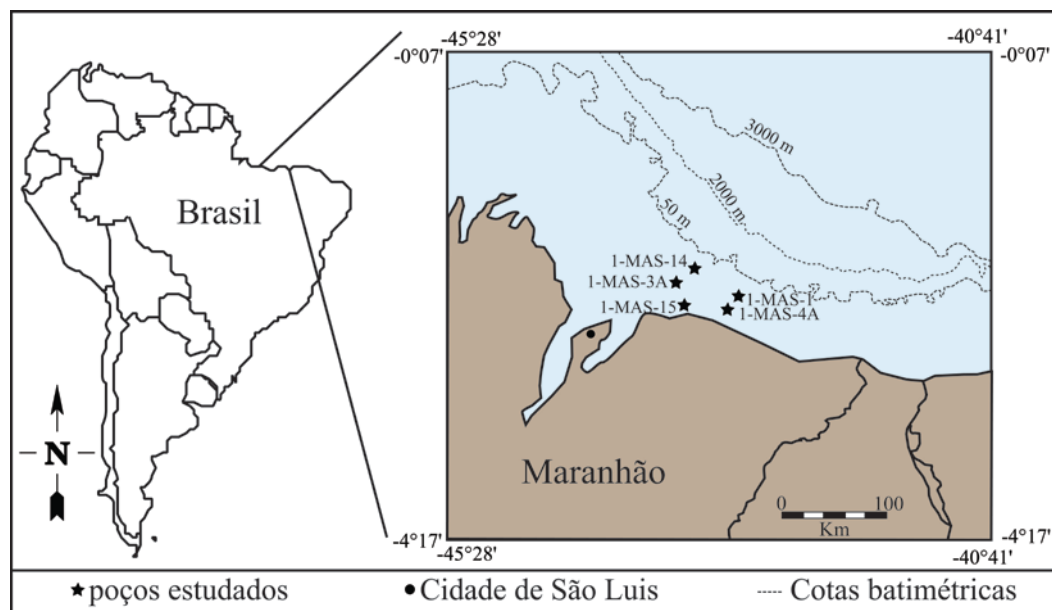 -45°28'
-40°41'
-0°07'
-0°07'
3000 m
2000 m
50 m
Brasil
1-MAS-14
1-MAS-3A
1-MAS-1
1-MAS-15
1-MAS-4A
N
Maranhão
0
100
Km
-4°17'
-4°17'
-45°28'
-40°41'
poços estudados
Cidade de São Luis
Cotas batimétricas